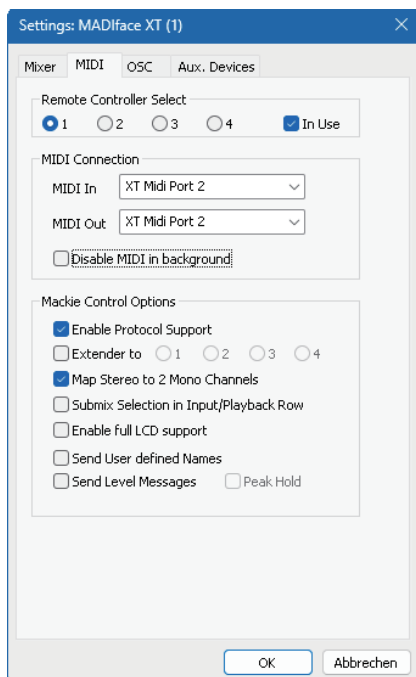 Settings: MADIface XT (1)
Mixer MIDI OSC Aux. Devices
Remote Controller Select
1 2 3 4 In Use
MIDI Connection
MIDI In XT Midi Port 2
MIDI Out XT Midi Port 2
Disable MIDI in background
Mackie Control Options
Enable Protocol Support
Extender to 1 2 3 4
Map Stereo to 2 Mono Channels
Submix Selection in Input/Playback Row
Enable full LCD support
Send User defined Names
Send Level Messages Peak Hold
OK Abbrechen